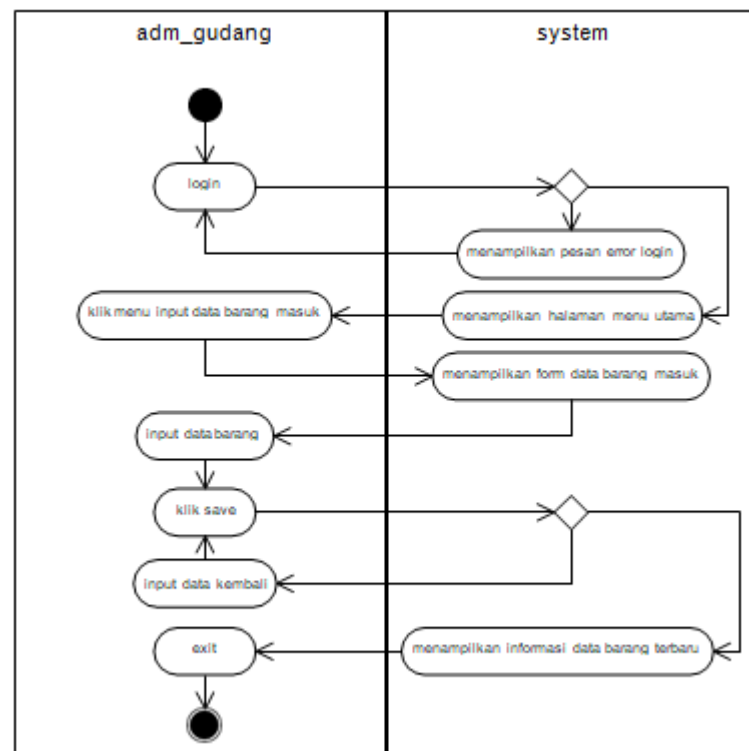 adm_gudang
system
login
menampilkan pesan error login
klik menu input data barang masuk
menampilkan halaman menu utama
menampilkan form data barang masuk
input data barang
klik save
input data kembali
exit
menampilkan informasi data barang terbaru